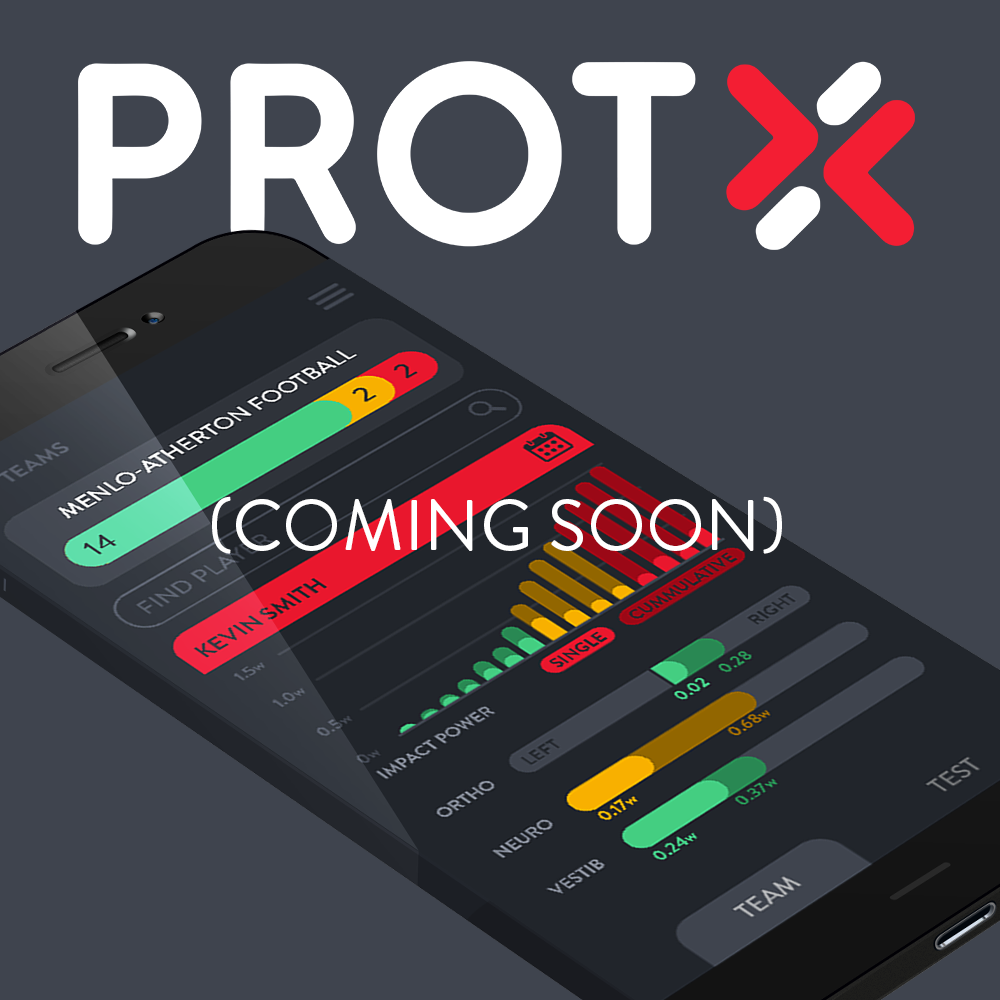 PROTX
TEAMS
MENLO-ATHERTON FOOTBALL
14 2 2
FIND PLAYER
(COMING SOON)
KEVIN SMITH
1.5w
1.0w
0.5w
0w
SINGLE CUMMULATIVE
IMPACT POWER
LEFT RIGHT
0.02 0.28
ORTHO
0.17w 0.68w
NEURO
0.24w 0.37w
VESTIB
TEAM TEST